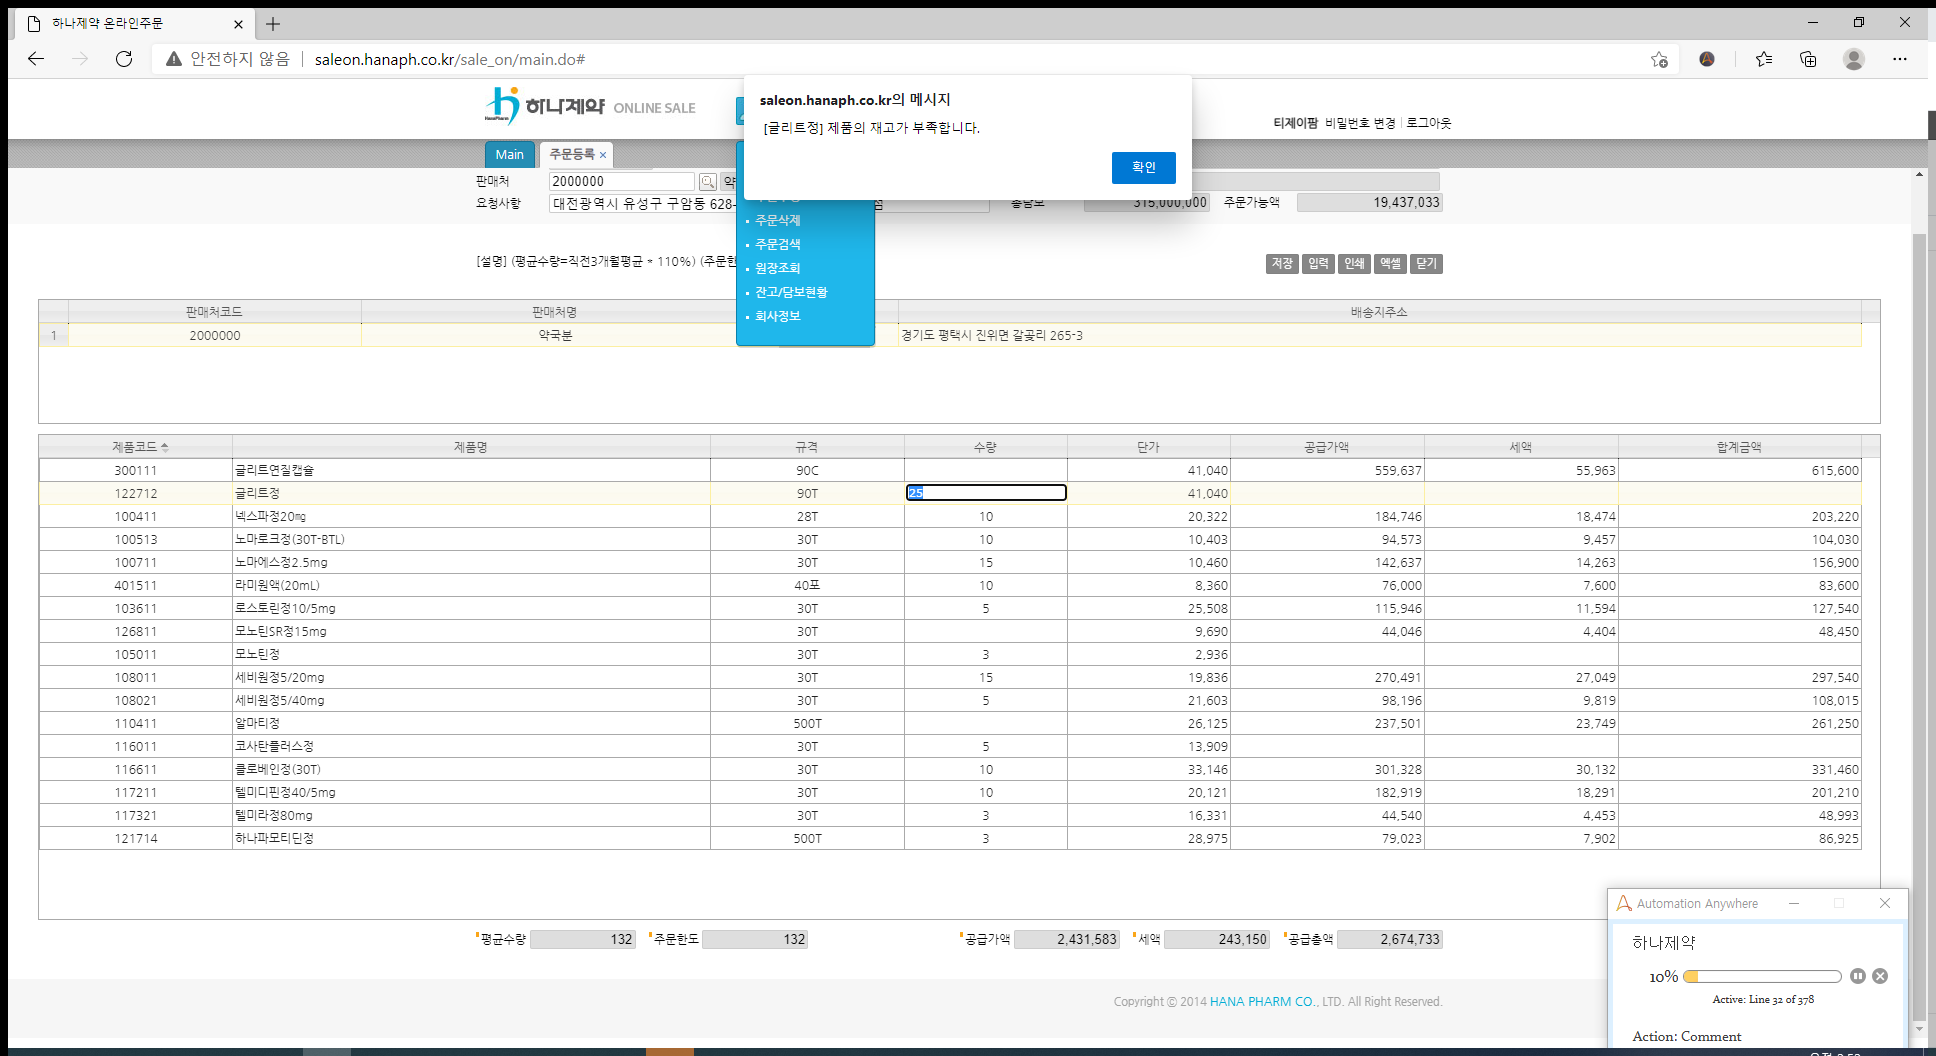 하나제약 온라인주문
안전하지 않음 saleon.hanaph.co.kr/sale_on/main.do#
하나제약 ONLINE SALE
HanaPharm
saleon.hanaph.co.kr의 메시지
[글리트정] 제품의 재고가 부족합니다.
확인
티제이팜 비밀번호 변경 로그아웃
Main 주문등록
판매처 2000000 약
요청사항 대전광역시 유성구 구암동 628- 315,000,000 주문가능액 19,437,033
주문삭제
주문검색
원장조회
잔고/담보현황
회사정보
[설명] (평균수량=직전3개월평균 * 110%) (주문한
저장 입력 인쇄 엑셀 닫기
판매처코드 판매처명 배송지주소
1 2000000 약국분 경기도 평택시 진위면 갈곶리 265-3
제품코드 제품명 규격 수량 단가 공급가액 세액 합계금액
300111 글리트연질캡슐 90C 41,040 559,637 55,963 615,600
122712 글리트정 90T 25 41,040
100411 넥스파정20㎎ 28T 10 20,322 184,746 18,474 203,220
100513 노마로크정(30T-BTL) 30T 10 10,403 94,573 9,457 104,030
100711 노마에스정2.5mg 30T 15 10,460 142,637 14,263 156,900
401511 라미원액(20mL) 40포 10 8,360 76,000 7,600 83,600
103611 로스토린정10/5mg 30T 5 25,508 115,946 11,594 127,540
126811 모노틴SR정15mg 30T 9,690 44,046 4,404 48,450
105011 모노틴정 30T 3 2,936
108011 세비원정5/20mg 30T 15 19,836 270,491 27,049 297,540
108021 세비원정5/40mg 30T 5 21,603 98,196 9,819 108,015
110411 알마티정 500T 26,125 237,501 23,749 261,250
116011 코사탄플러스정 30T 5 13,909
116611 클로베인정(30T) 30T 10 33,146 301,328 30,132 331,460
117211 텔미디핀정40/5mg 30T 10 20,121 182,919 18,291 201,210
117321 텔미라정80mg 30T 3 16,331 44,540 4,453 48,993
121714 하나파모티딘정 500T 3 28,975 79,023 7,902 86,925
평균수량 132 주문한도 132 공급가액 2,431,583 세액 243,150 공급총액 2,674,733
Copyright © 2014 HANA PHARM CO., LTD. All Right Reserved.
Automation Anywhere
하나제약
10%
Active: Line 32 of 378
Action: Comment